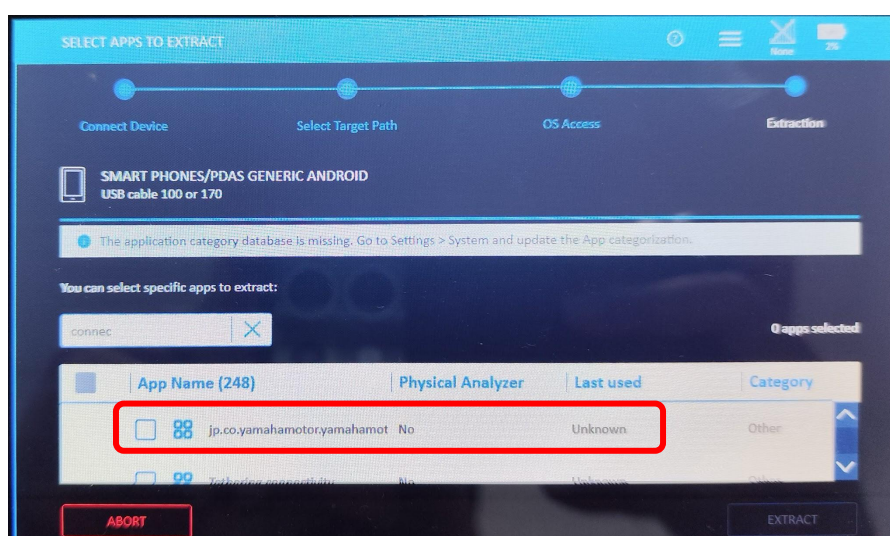 SELECT APPS TO EXTRACT
None
Connect Device
Select Target Path
OS Access
Extraction
SMART PHONES/PDAS GENERIC ANDROID
USB cable 100 or 170
The application category database is missing. Go to Settings > System and update the App categorization.
You can select specific apps to extract:
connec
0 apps selected
App Name (248) Physical Analyzer Last used Category
jp.co.yamahamotor.yamahamot No Unknown Other
Tethering connectivity No Unknown
ABORT
EXTRACT